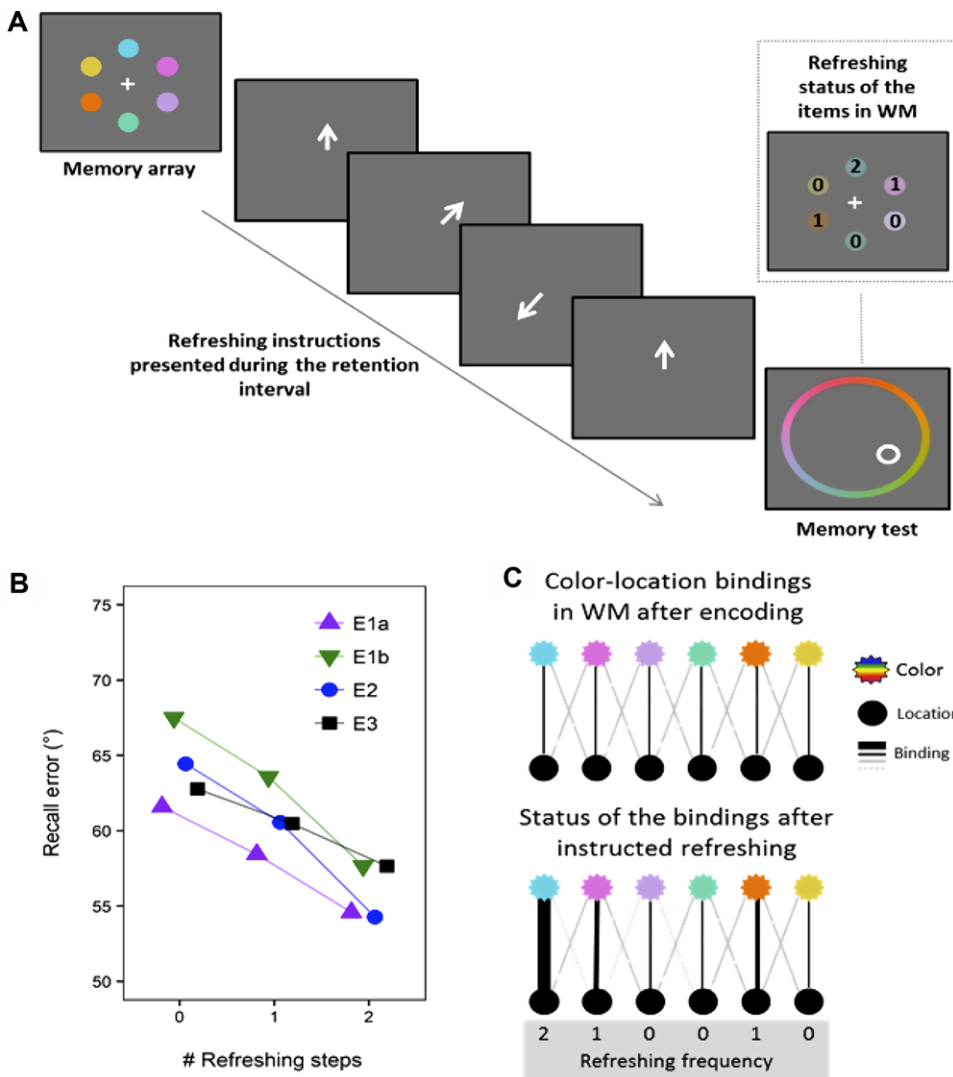 A
Memory array
Refreshing instructions
presented during the retention
interval
Refreshing
status of the
items in WM
2
0
1
1
0
0
Memory test
B
75
70
65
60
55
50
Recall error (°)
E1a
E1b
E2
E3
0
1
2
# Refreshing steps
C
Color-location bindings
in WM after encoding
Color
Location
Binding
Status of the bindings after
instructed refreshing
2 1 0 0 1 0
Refreshing frequency